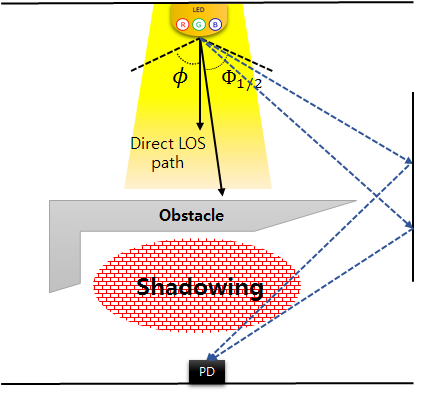 LED
R G B
ϕ Φ1/2
Direct LOS
path
Obstacle
Shadowing
PD